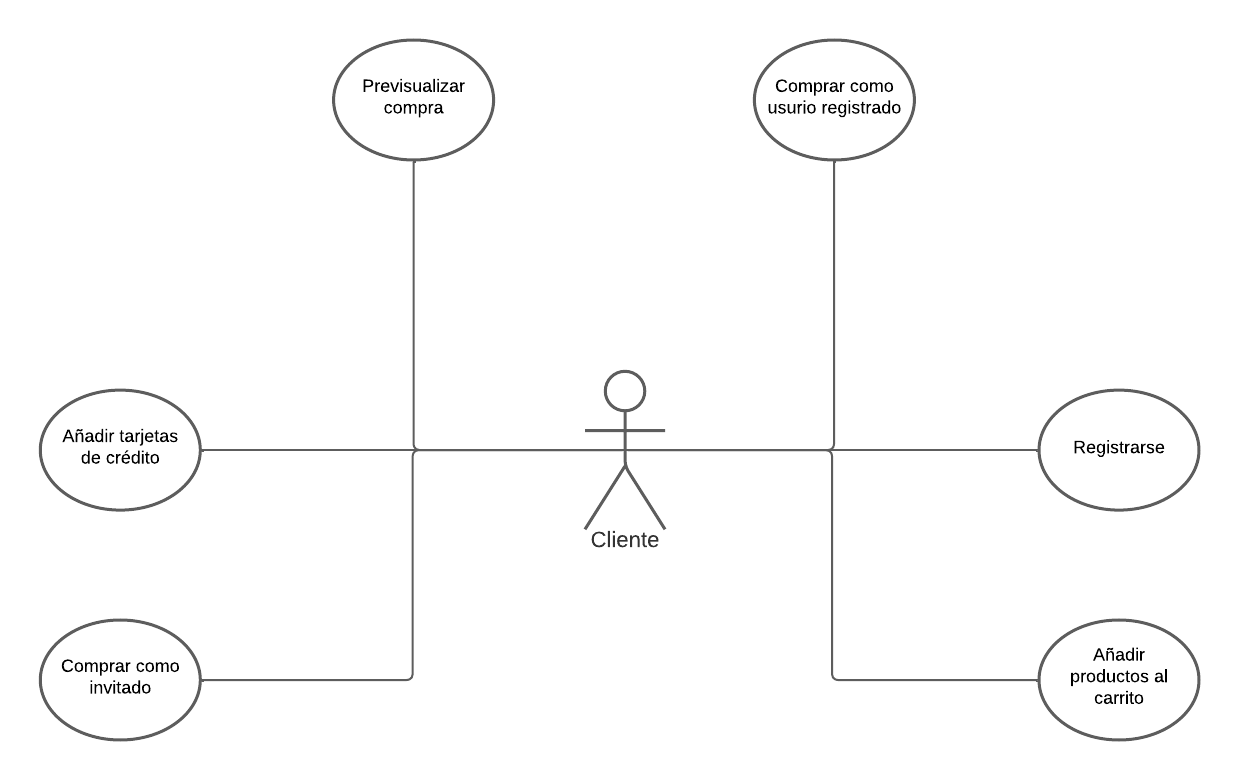 Previsualizar
compra
Comprar como
usurio registrado
Añadir tarjetas
de crédito
Registrarse
Cliente
Comprar como
invitado
Añadir
productos al
carrito